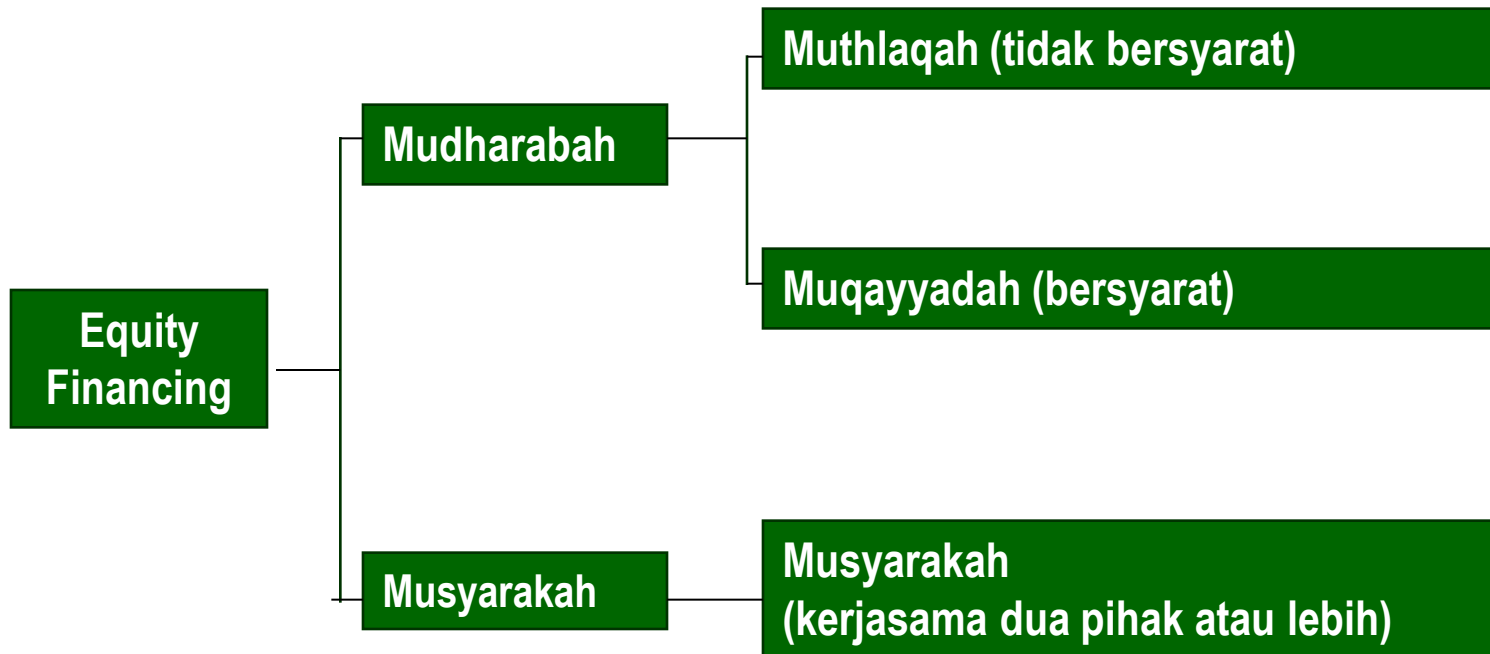 Equity
Financing
Mudharabah
Muthlaqah (tidak bersyarat)
Muqayyadah (bersyarat)
Musyarakah
Musyarakah
(kerjasama dua pihak atau lebih)